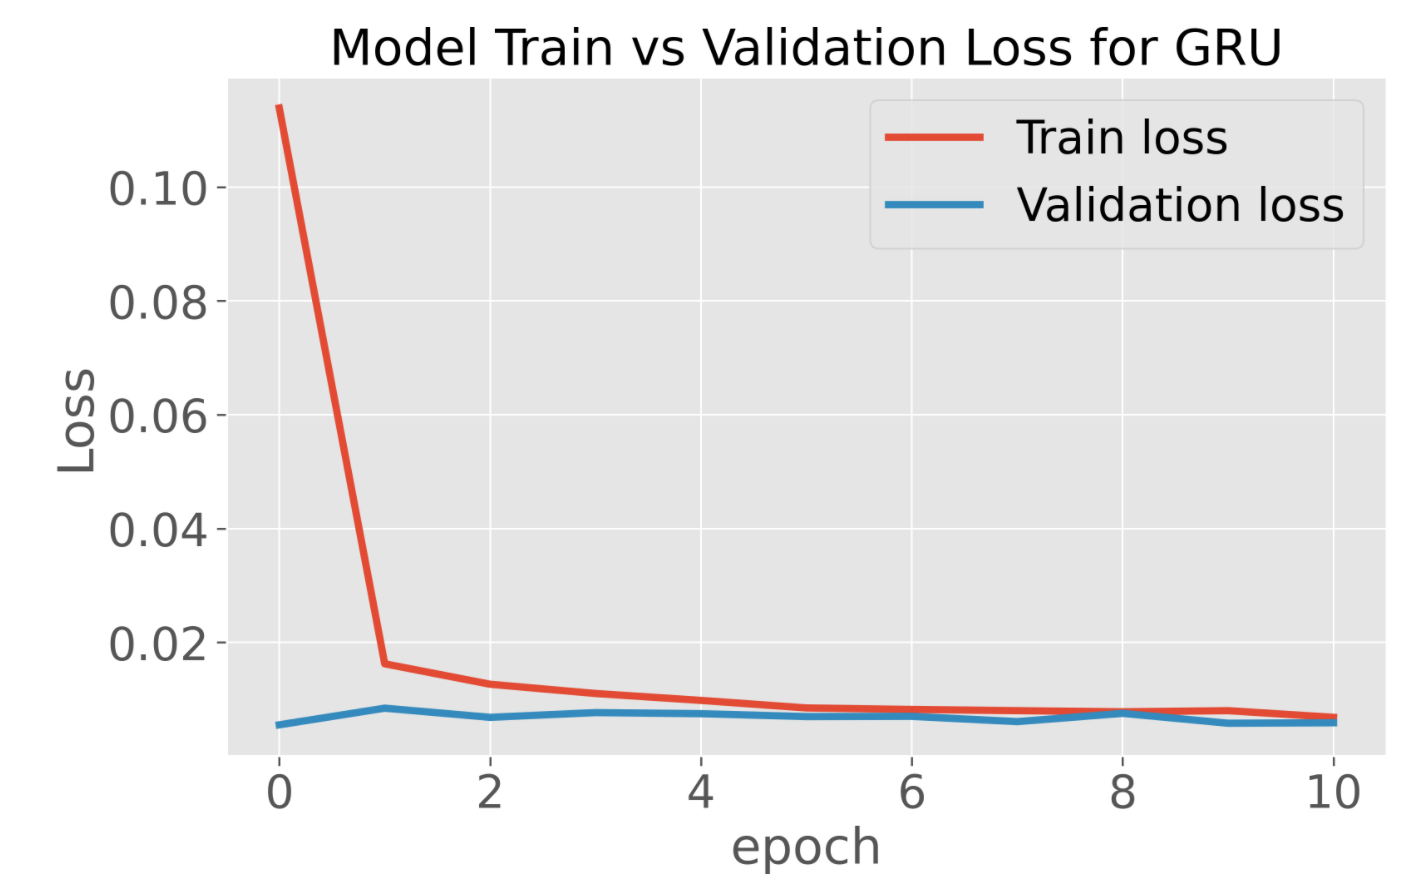 Model Train vs Validation Loss for GRU
Train loss
Validation loss
0.10
0.08
0.06
0.04
0.02
Loss
0
2
4
6
8
10
epoch